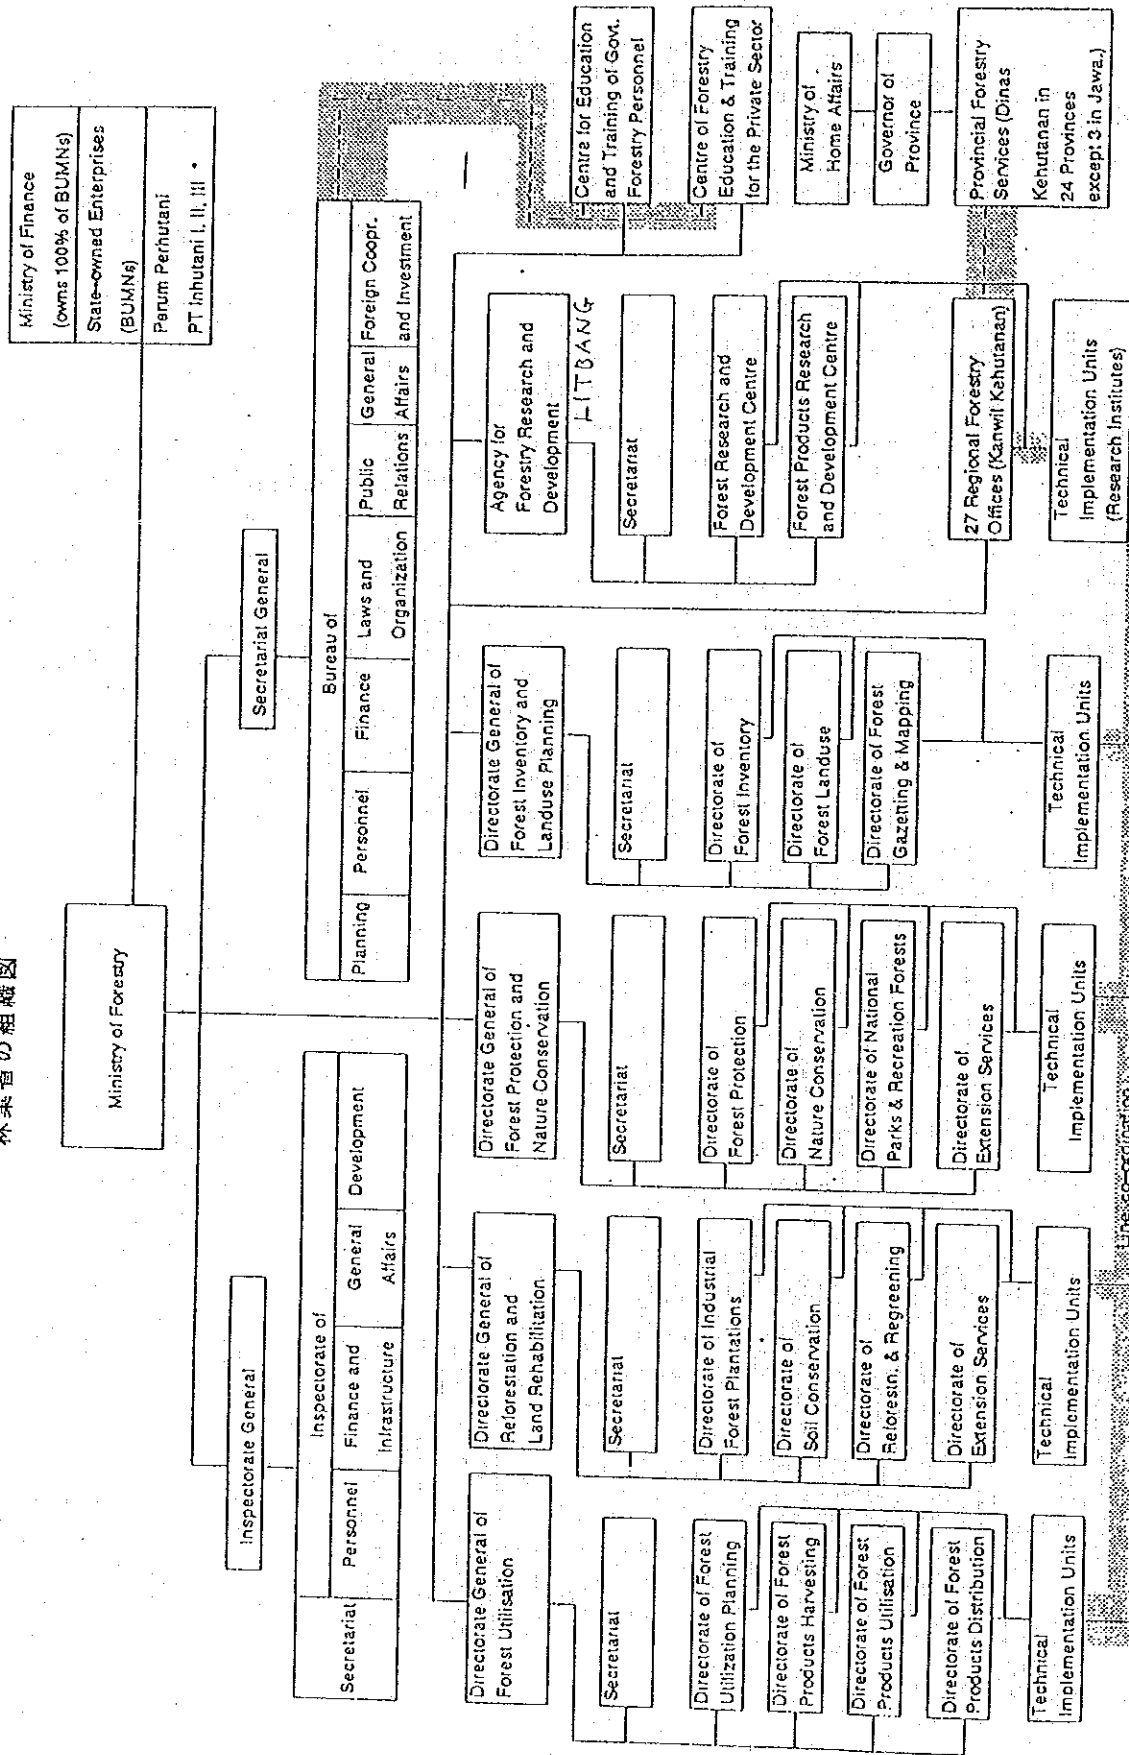 林業省の組織図
Ministry of Finance
(owns 100% of BUMNs)
State-owned Enterprises
(BUMNs)
Perum Perhutani
PT Inhutani I, II, III •
Ministry of Forestry
Inspectorate General
Secretariat General
Inspectorate of
Secretariat
Personnel
Finance and
Infrastructure
General
Affairs
Development
Bureau of
Planning
Personnel
Finance
Laws and
Organization
Public
Relations
General
Affairs
Foreign Coopr.
and Investment
Directorate General of
Forest Utilisation
Secretariat
Directorate of Forest
Utilization Planning
Directorate of Forest
Products Harvesting
Directorate of Forest
Products Utilisation
Directorate of Forest
Products Distribution
Technical
Implementation Units
Directorate General of
Reforestation and
Land Rehabilitation
Secretariat
Directorate of Industrial
Forest Plantations
Directorate of
Soil Conservation
Directorate of
Reforestn. & Regreening
Directorate of
Extension Services
Technical
Implementation Units
Directorate General of
Forest Protection and
Nature Conservation
Secretariat
Directorate of
Forest Protection
Directorate of
Nature Conservation
Directorate of National
Parks & Recreation Forests
Directorate of
Extension Services
Technical
Implementation Units
Directorate General of
Forest Inventory and
Landuse Planning
Secretariat
Directorate of
Forest Inventory
Directorate of
Forest Landuse
Directorate of Forest
Gazetting & Mapping
Technical
Implementation Units
Agency for
Forestry Research and
Development
LITBANG
Secretariat
Forest Research and
Development Centre
Forest Products Research
and Development Centre
27 Regional Forestry
Offices (Kanwil Kehutanan)
Technical
Implementation Units
(Research Institutes)
Centre for Education
and Training of Govt.
Forestry Personnel
Centre of Forestry
Education & Training
for the Private Sector
Ministry of
Home Affairs
Governor of
Province
Provincial Forestry
Services (Dinas
Kehutanan in
24 Provinces
except 3 in Jawa.)
co-ordination